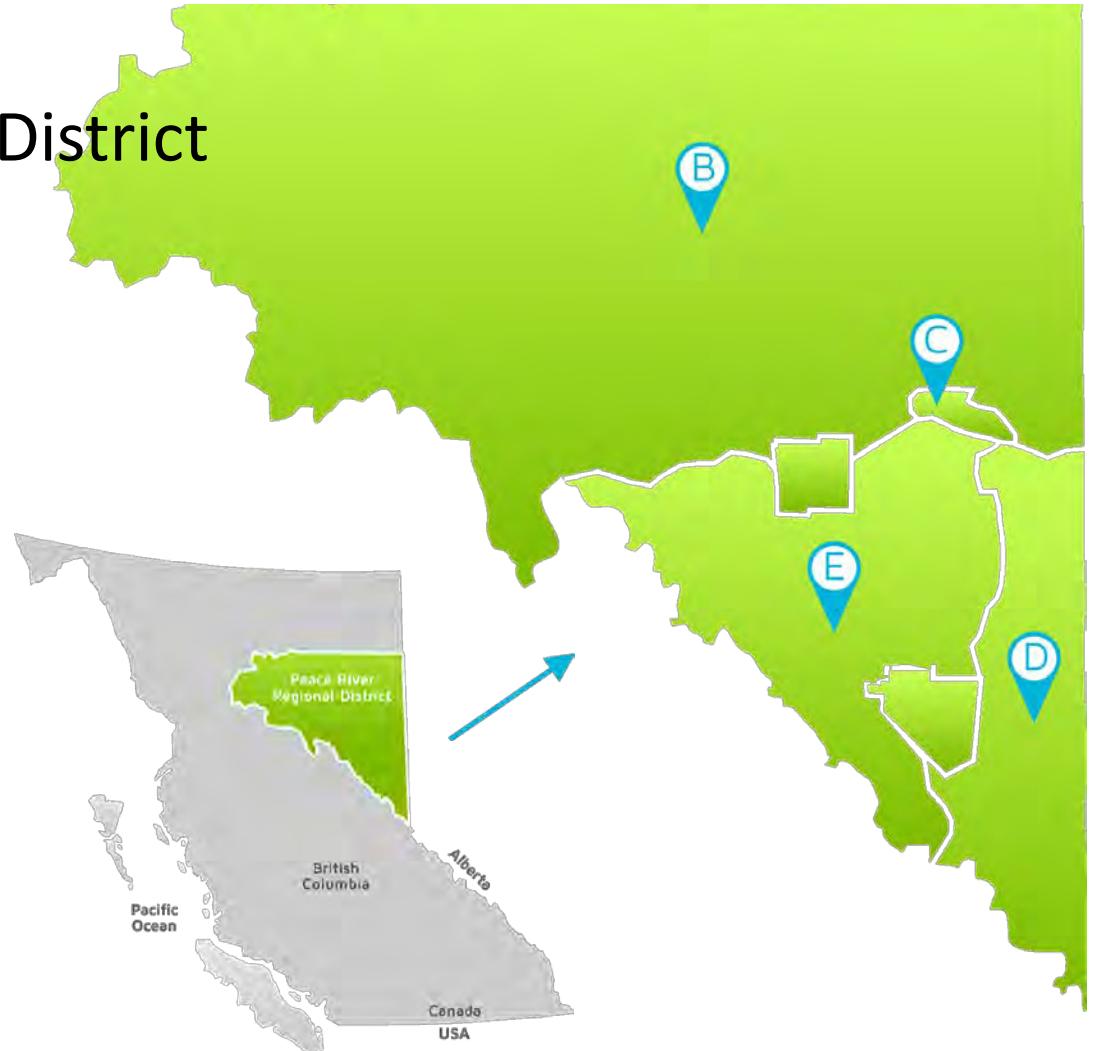 District
B
C
E
D
Peace River
Regional District
British
Columbia
Alberta
Pacific
Ocean
Canada
USA